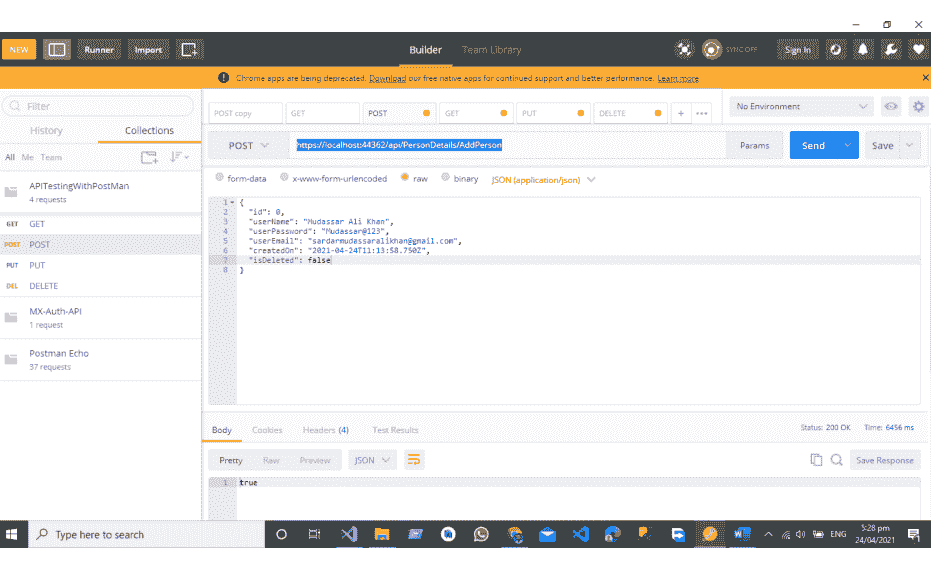 NEW Runner Import Builder Team Library SYNC OFF Sign In
Chrome apps are being deprecated. Download our free native apps for continued support and better performance. Learn more
Filter
History Collections
All Me Team
APITestingWithPostMan
4 requests
GET GET
POST POST
PUT PUT
DEL DELETE
MX-Auth-API
1 request
Postman Echo
37 requests
POST copy GET POST GET PUT DELETE + ••• No Environment
POST https://localhost:44362/api/PersonDetails/AddPerson Params Send Save
form-data x-www-form-urlencoded raw binary JSON (application/json)
1 {
2 "id": 0,
3 "userName": "Mudassar Ali Khan",
4 "userPassword": "Mudassar@123",
5 "userEmail": "sardarmudassaralikhan@gmail.com",
6 "createdOn": "2021-04-24T11:13:58.750Z",
7 "isDeleted": false
8 }
Body Cookies Headers (4) Test Results Status: 200 OK Time: 6456 ms
Pretty Raw Preview JSON Save Response
1 true
Type here to search ENG 5:28 pm
24/04/2021